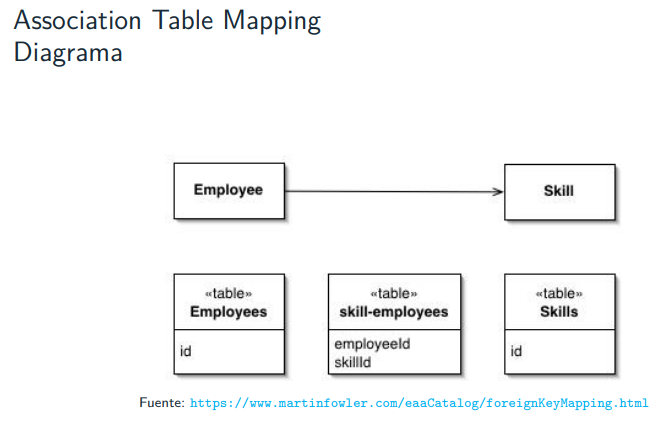 Association Table Mapping
Diagrama
Employee
Skill
«table»
Employees
id
«table»
skill-employees
employeeId
skillId
«table»
Skills
id
Fuente: https://www.martinfowler.com/eaaCatalog/foreignKeyMapping.html